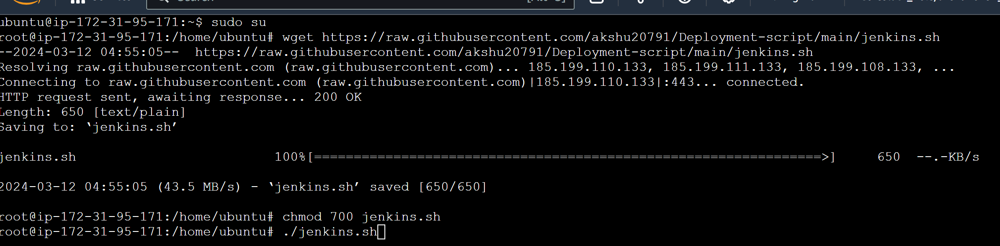 ubuntu@ip-172-31-95-171:~$ sudo su
root@ip-172-31-95-171:/home/ubuntu# wget https://raw.githubusercontent.com/akshu20791/Deployment-script/main/jenkins.sh
--2024-03-12 04:55:05--  https://raw.githubusercontent.com/akshu20791/Deployment-script/main/jenkins.sh
Resolving raw.githubusercontent.com (raw.githubusercontent.com)... 185.199.110.133, 185.199.111.133, 185.199.108.133, ...
Connecting to raw.githubusercontent.com (raw.githubusercontent.com)|185.199.110.133|:443... connected.
HTTP request sent, awaiting response... 200 OK
Length: 650 [text/plain]
Saving to: ‘jenkins.sh’
jenkins.sh 100%[================================================================>] 650 --.-KB/s
2024-03-12 04:55:05 (43.5 MB/s) - ‘jenkins.sh’ saved [650/650]
root@ip-172-31-95-171:/home/ubuntu# chmod 700 jenkins.sh
root@ip-172-31-95-171:/home/ubuntu# ./jenkins.sh